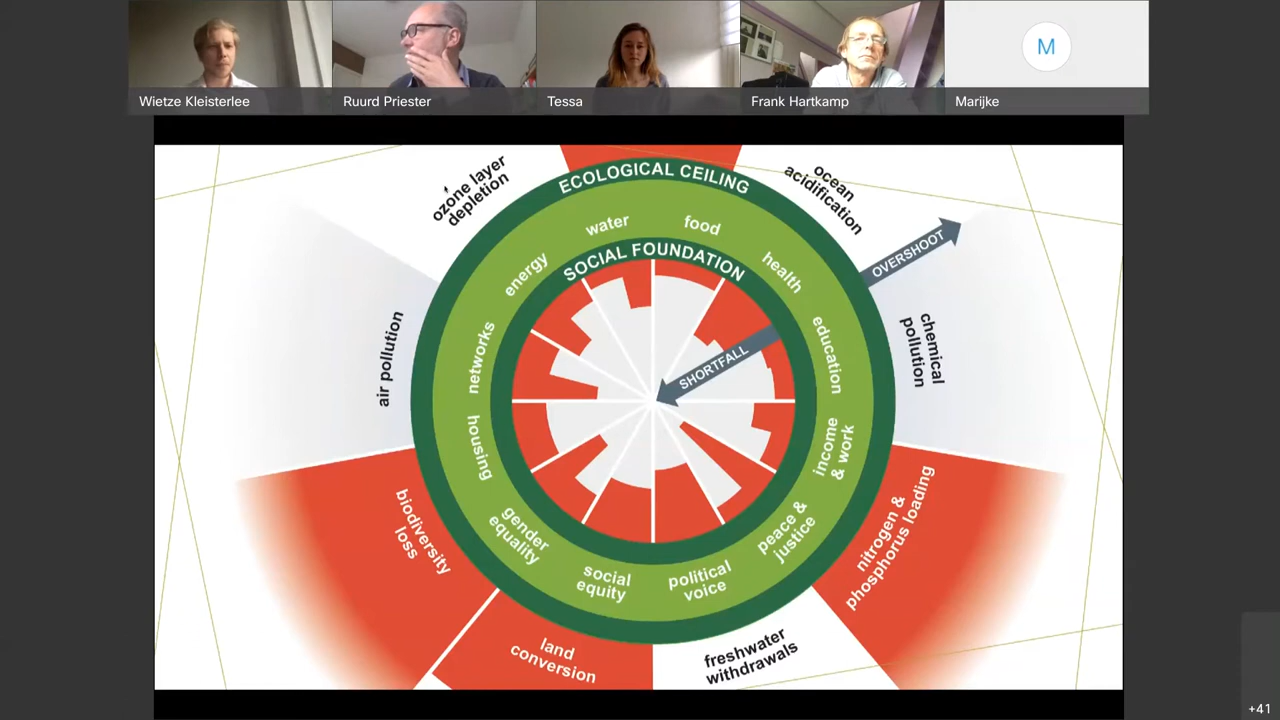 Wietze Kleisterlee
Ruurd Priester
Tessa
Frank Hartkamp
M
Marijke
ECOLOGICAL CEILING
ozone layer
depletion
ocean
acidification
OVERSHOOT
water
food
energy
SOCIAL FOUNDATION
health
networks
education
SHORTFALL
air pollution
chemical
pollution
housing
income
& work
gender
equality
peace &
justice
social
equity
political
voice
biodiversity
loss
nitrogen &
phosphorus loading
land
conversion
freshwater
withdrawals
+41